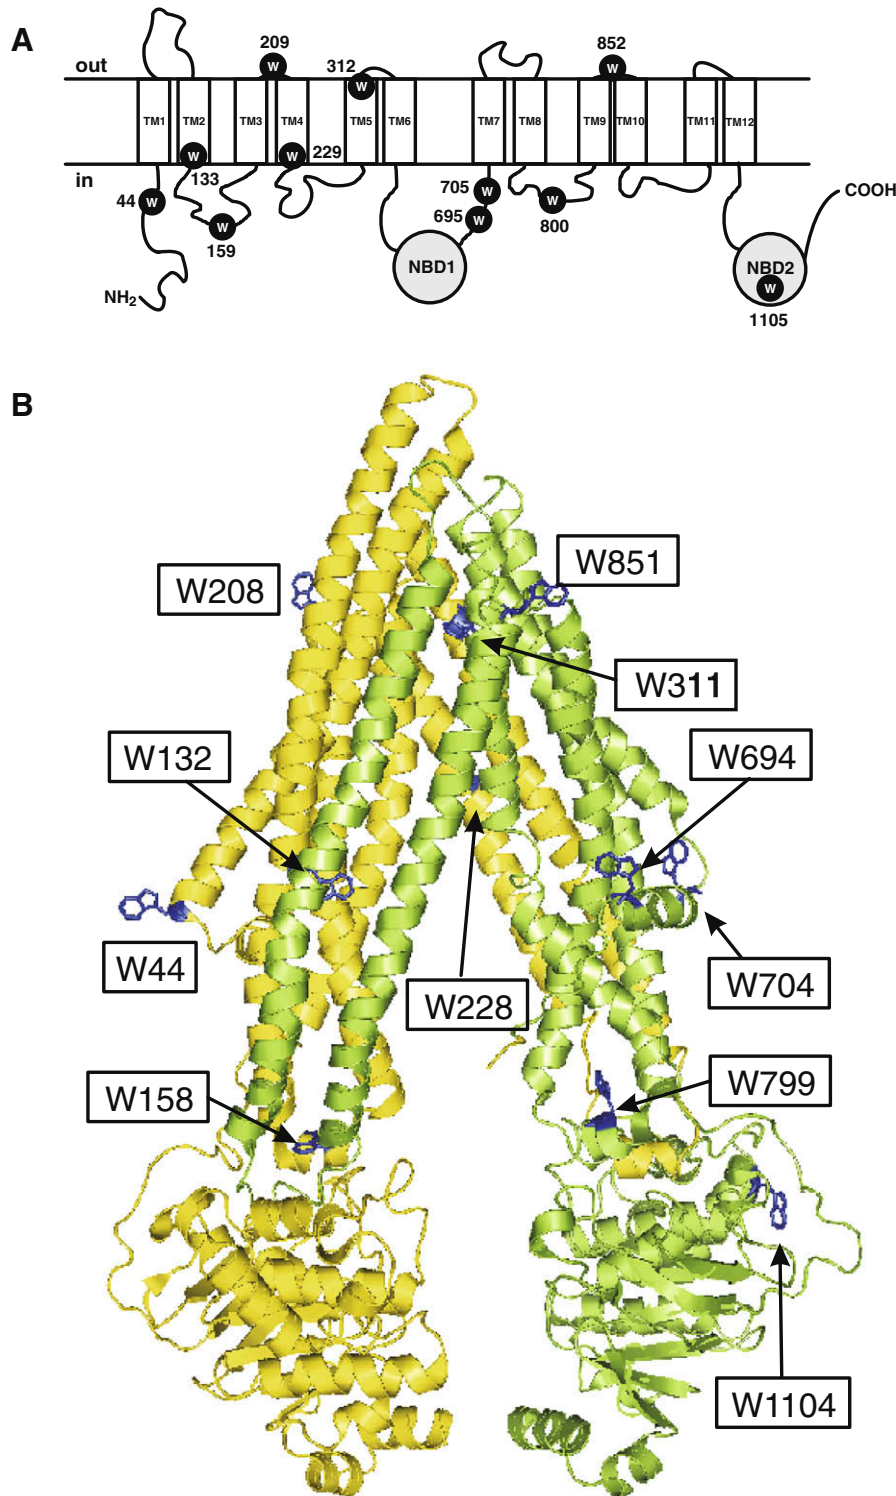 A
209
852
out
312
W
W
W
TM1
TM2
TM3
TM4
TM5
TM6
TM7
TM8
TM9
TM10
TM11
TM12
W
W
229
in
133
44
W
705
W
COOH
W
159
695
W
W
800
NBD1
NBD2
W
NH2
1105
B
W851
W208
W311
W132
W694
W44
W704
W228
W799
W158
W1104